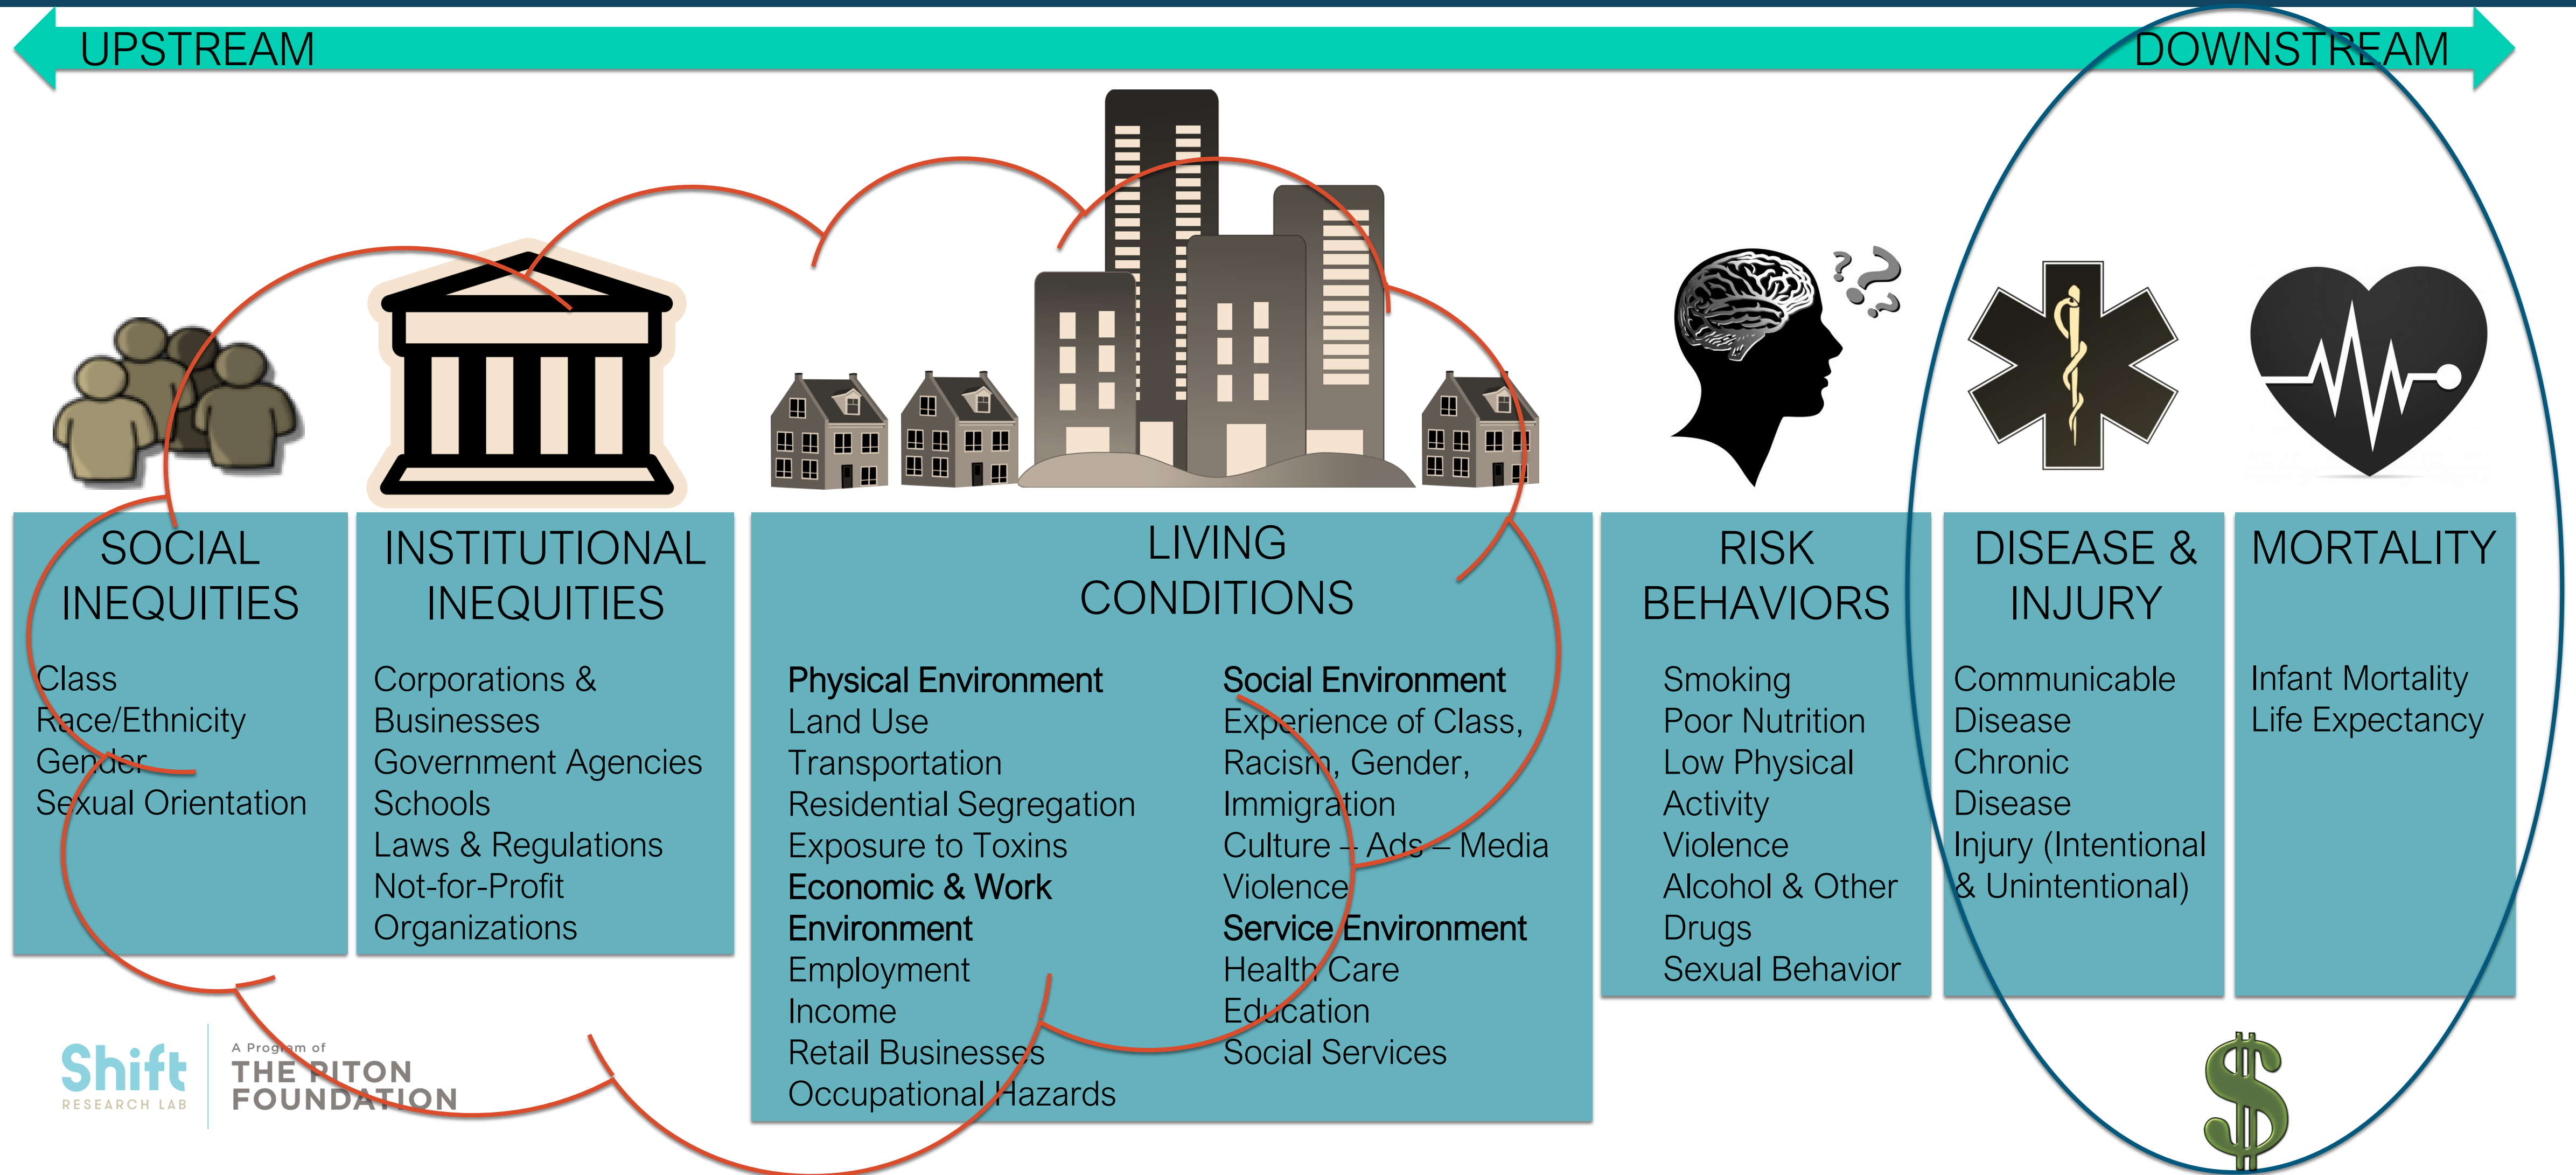 UPSTREAM
DOWNSTREAM
SOCIAL
INEQUITIES
Class
Race/Ethnicity
Gender
Sexual Orientation
INSTITUTIONAL
INEQUITIES
Corporations &
Businesses
Government Agencies
Schools
Laws & Regulations
Not-for-Profit
Organizations
LIVING
CONDITIONS
Physical Environment
Land Use
Transportation
Residential Segregation
Exposure to Toxins
Economic & Work
Environment
Employment
Income
Retail Businesses
Occupational Hazards
Social Environment
Experience of Class,
Racism, Gender,
Immigration
Culture – Ads – Media
Violence
Service Environment
Health Care
Education
Social Services
RISK
BEHAVIORS
Smoking
Poor Nutrition
Low Physical
Activity
Violence
Alcohol & Other
Drugs
Sexual Behavior
DISEASE &
INJURY
Communicable
Disease
Chronic
Disease
Injury (Intentional
& Unintentional)
MORTALITY
Infant Mortality
Life Expectancy
Shift
RESEARCH LAB
A Program of
THE PITON
FOUNDATION
$